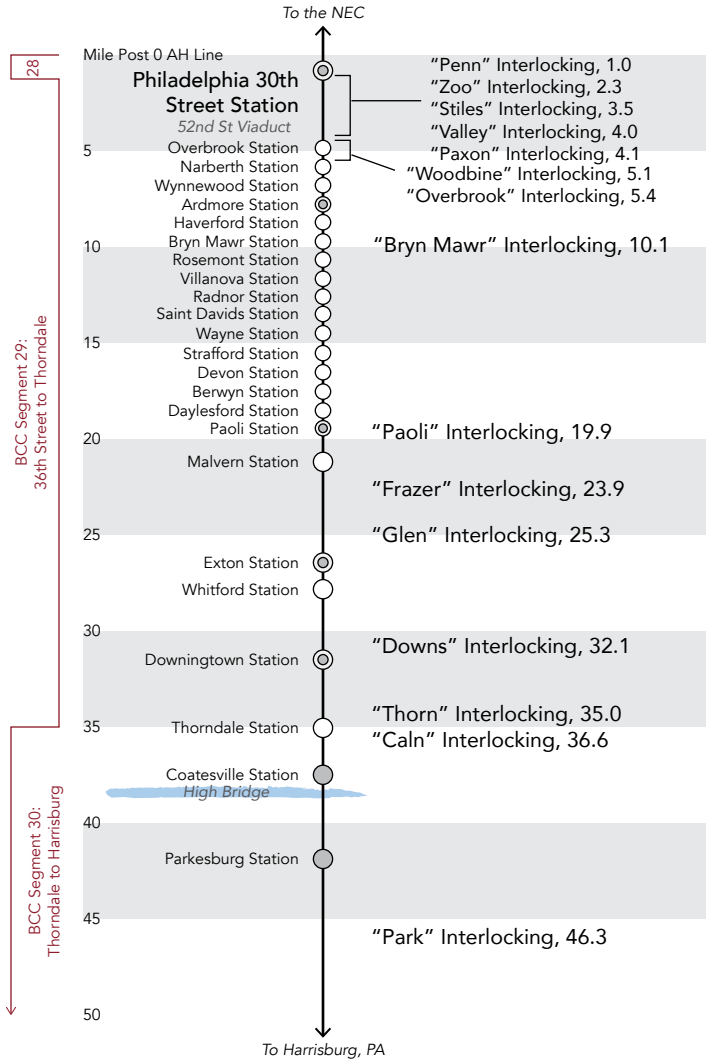 To the NEC
Mile Post 0 AH Line
28
Philadelphia 30th
Street Station
52nd St Viaduct
“Penn” Interlocking, 1.0
“Zoo” Interlocking, 2.3
“Stiles” Interlocking, 3.5
“Valley” Interlocking, 4.0
“Paxon” Interlocking, 4.1
“Woodbine” Interlocking, 5.1
“Overbrook” Interlocking, 5.4
5
Overbrook Station
Narberth Station
Wynnewood Station
Ardmore Station
Haverford Station
Bryn Mawr Station
“Bryn Mawr” Interlocking, 10.1
10
Rosemont Station
Villanova Station
Radnor Station
Saint Davids Station
Wayne Station
15
Strafford Station
Devon Station
Berwyn Station
Daylesford Station
Paoli Station
“Paoli” Interlocking, 19.9
20
Malvern Station
“Frazer” Interlocking, 23.9
25
“Glen” Interlocking, 25.3
Exton Station
Whitford Station
30
“Downs” Interlocking, 32.1
Downingtown Station
“Thorn” Interlocking, 35.0
35
Thorndale Station
“Caln” Interlocking, 36.6
Coatesville Station
High Bridge
40
Parkesburg Station
45
“Park” Interlocking, 46.3
50
To Harrisburg, PA
BCC Segment 29:
36th Street to Thorndale
BCC Segment 30:
Thorndale to Harrisburg